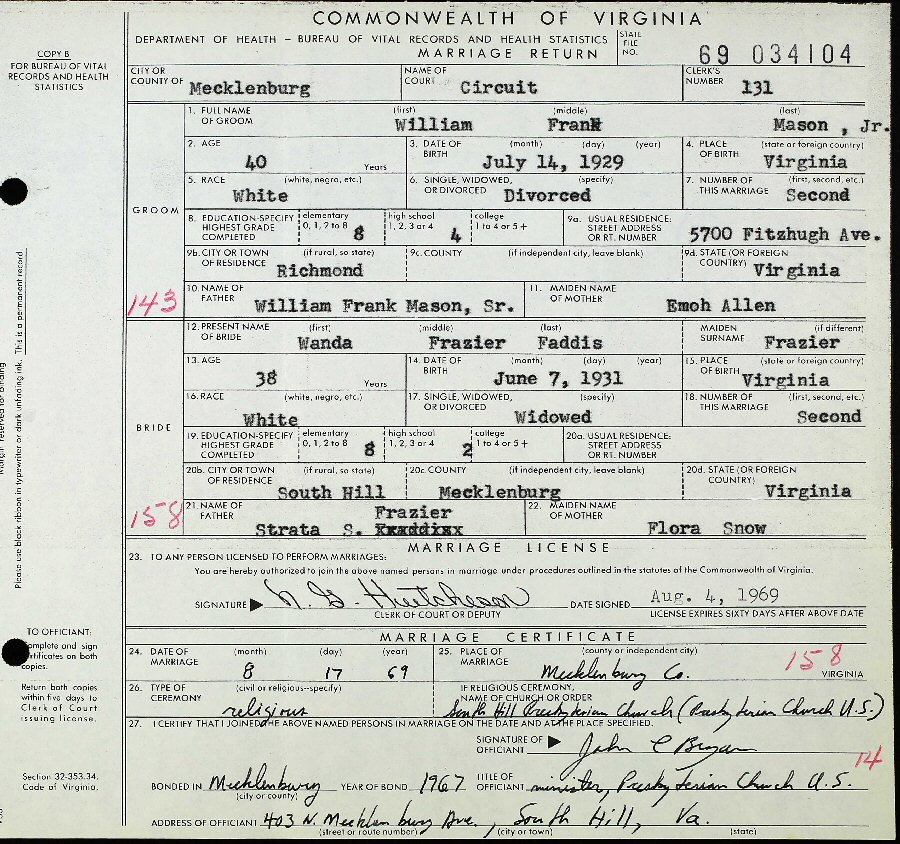 COMMONWEALTH OF VIRGINIA
DEPARTMENT OF HEALTH – BUREAU OF VITAL RECORDS AND HEALTH STATISTICS
MARRIAGE RETURN
STATE FILE NO. 69 034104
COPY B
FOR BUREAU OF VITAL
RECORDS AND HEALTH
STATISTICS
CITY OR COUNTY OF Mecklenburg NAME OF COURT Circuit CLERK'S NUMBER 131
GROOM
1. FULL NAME OF GROOM (first) William (middle) Frank (last) Mason , Jr.
2. AGE 40 Years 3. DATE OF BIRTH (month) (day) (year) July 14, 1929 4. PLACE OF BIRTH (state or foreign country) Virginia
5. RACE (white, negro, etc.) White 6. SINGLE, WIDOWED, OR DIVORCED (specify) Divorced 7. NUMBER OF THIS MARRIAGE (first, second, etc.) Second
8. EDUCATION-SPECIFY HIGHEST GRADE COMPLETED elementary 0, 1, 2 to 8 8 high school 1, 2, 3 or 4 4 college 1 to 4 or 5 + 9a. USUAL RESIDENCE: STREET ADDRESS OR RT. NUMBER 5700 Fitzhugh Ave.
9b. CITY OR TOWN OF RESIDENCE (if rural, so state) Richmond 9c. COUNTY (if independent city, leave blank) 9d. STATE (OR FOREIGN COUNTRY) Virginia
143
10. NAME OF FATHER William Frank Mason, Sr. 11. MAIDEN NAME OF MOTHER Emoh Allen
BRIDE
12. PRESENT NAME OF BRIDE (first) Wanda (middle) Frazier (last) Faddis MAIDEN SURNAME (if different) Frazier
13. AGE 38 Years 14. DATE OF BIRTH (month) (day) (year) June 7, 1931 15. PLACE OF BIRTH (state or foreign country) Virginia
16. RACE (white, negro, etc.) White 17. SINGLE, WIDOWED, OR DIVORCED (specify) Widowed 18. NUMBER OF THIS MARRIAGE (first, second, etc.) Second
19. EDUCATION-SPECIFY HIGHEST GRADE COMPLETED elementary 0, 1, 2 to 8 8 high school 1, 2, 3 or 4 2 college 1 to 4 or 5 + 20a. USUAL RESIDENCE: STREET ADDRESS OR RT. NUMBER
20b. CITY OR TOWN OF RESIDENCE (if rural, so state) South Hill 20c. COUNTY (if independent city, leave blank) Mecklenburg 20d. STATE (OR FOREIGN COUNTRY) Virginia
158
21. NAME OF FATHER Strata S. Frazier 22. MAIDEN NAME OF MOTHER Flora Snow
Please use black ribbon in typewriter or dark unfading ink. This is a permanent record.
Margin reserved for binding
MARRIAGE LICENSE
23. TO ANY PERSON LICENSED TO PERFORM MARRIAGES:
You are hereby authorized to join the above named persons in marriage under procedures outlined in the statutes of the Commonwealth of Virginia.
SIGNATURE N. G. Hutcheson DATE SIGNED Aug. 4, 1969
CLERK OF COURT OR DEPUTY LICENSE EXPIRES SIXTY DAYS AFTER ABOVE DATE
MARRIAGE CERTIFICATE
TO OFFICIANT:
mplete and sign
rtificates on both
copies.
Return both copies
within five days to
Clerk of Court
issuing license.
24. DATE OF MARRIAGE (month) 8 (day) 17 (year) 69 25. PLACE OF MARRIAGE (county or independent city) Mecklenburg Co. 158 VIRGINIA
26. TYPE OF CEREMONY (civil or religious--specify) religious IF RELIGIOUS CEREMONY, NAME OF CHURCH OR ORDER South Hill Presbyterian Church (Presbyterian Church U.S.)
27. I CERTIFY THAT I JOINED THE ABOVE NAMED PERSONS IN MARRIAGE ON THE DATE AND AT THE PLACE SPECIFIED.
SIGNATURE OF OFFICIANT John C Bryan
14
Section 32-353.34,
Code of Virginia.
BONDED IN Mecklenburg (city or county) YEAR OF BOND 1967 TITLE OF OFFICIANT minister, Presbyterian Church U.S.
ADDRESS OF OFFICIANT 403 N. Mecklenburg Ave., South Hill, Va.
(street or route number) (city or town) (state)